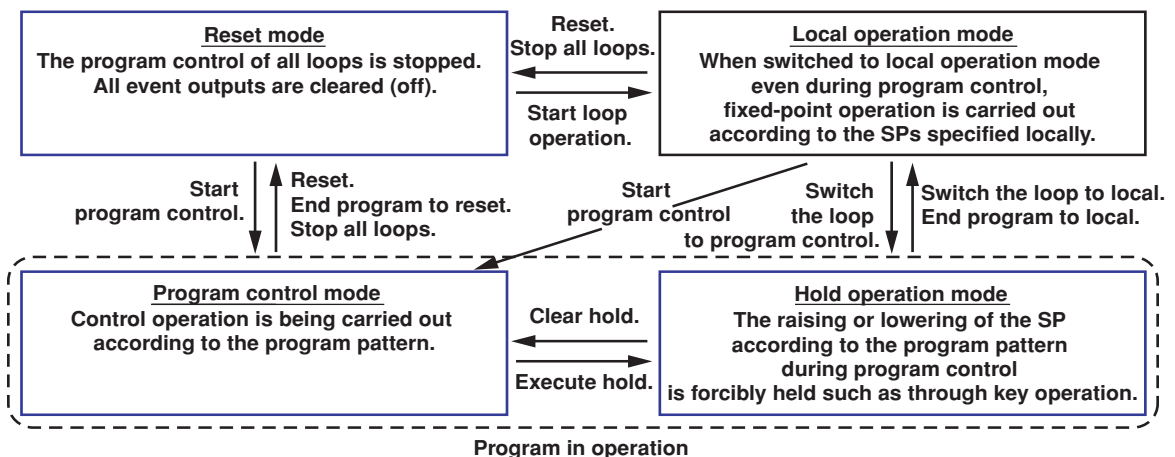 Reset mode
The program control of all loops is stopped.
All event outputs are cleared (off).
Reset.
Stop all loops.
Start loop
operation.
Local operation mode
When switched to local operation mode
even during program control,
fixed-point operation is carried out
according to the SPs specified locally.
Start
program control.
Reset.
End program to reset.
Stop all loops.
Start
program control
Switch
the loop
to program control.
Switch the loop to local.
End program to local.
Program control mode
Control operation is being carried out
according to the program pattern.
Clear hold.
Execute hold.
Hold operation mode
The raising or lowering of the SP
according to the program pattern
during program control
is forcibly held such as through key operation.
Program in operation